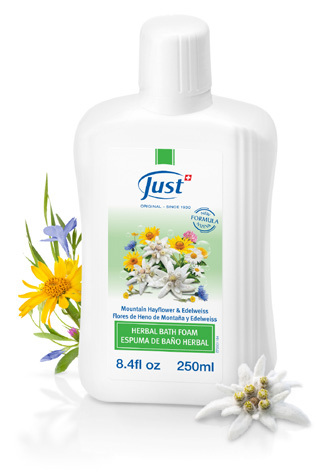 Just
ORIGINAL - SINCE 1930
FORMULA
Mountain Hayflower & Edelweiss
Flores de Heno de Montaña y Edelweiss
HERBAL BATH FOAM
ESPUMA DE BAÑO HERBAL
8.4fl oz 250ml